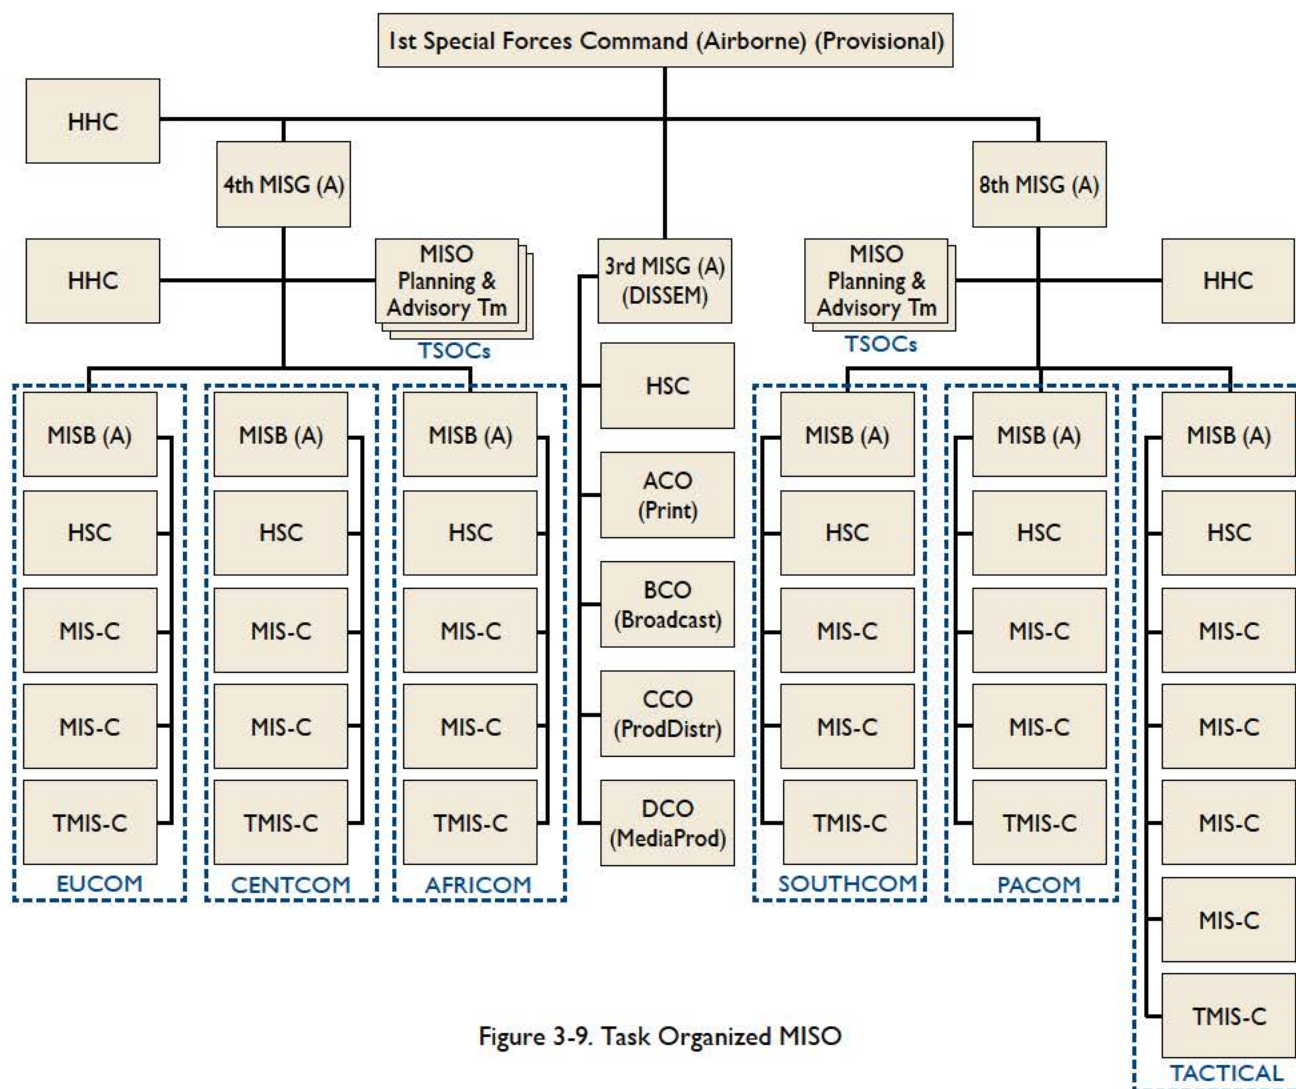 1st Special Forces Command (Airborne) (Provisional)
HHC
4th MISG (A)
8th MISG (A)
HHC
MISO
Planning &
Advisory Tm
TSOCs
3rd MISG (A)
(DISSEM)
MISO
Planning &
Advisory Tm
TSOCs
HHC
MISB (A)
HSC
MIS-C
MIS-C
TMIS-C
EUCOM
MISB (A)
HSC
MIS-C
MIS-C
TMIS-C
CENTCOM
MISB (A)
HSC
MIS-C
MIS-C
TMIS-C
AFRICOM
HSC
ACO
(Print)
BCO
(Broadcast)
CCO
(ProdDistr)
DCO
(MediaProd)
MISB (A)
HSC
MIS-C
MIS-C
TMIS-C
SOUTHCOM
MISB (A)
HSC
MIS-C
MIS-C
TMIS-C
PACOM
MISB (A)
HSC
MIS-C
MIS-C
MIS-C
MIS-C
TMIS-C
TACTICAL
Figure 3-9. Task Organized MISO